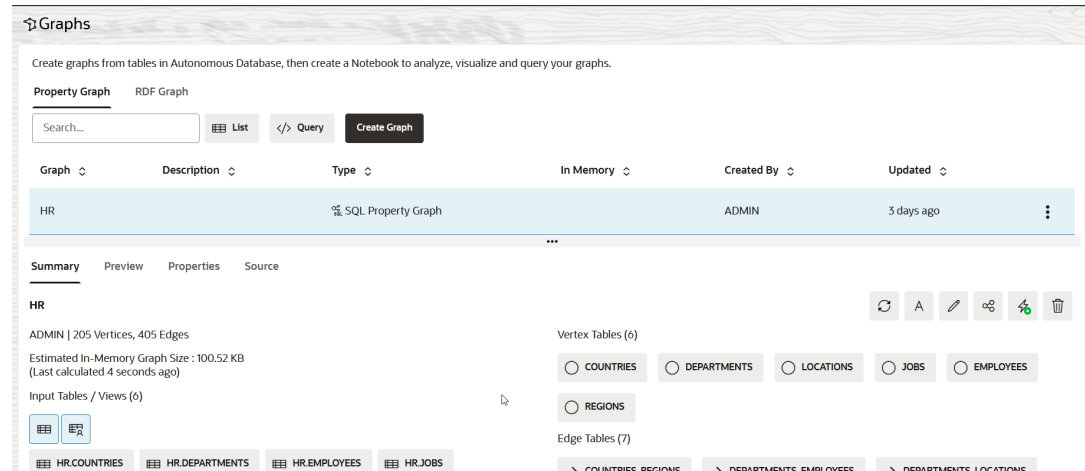 Graphs
Create graphs from tables in Autonomous Database, then create a Notebook to analyze, visualize and query your graphs.
Property Graph RDF Graph
Search... List </> Query Create Graph
Graph Description Type In Memory Created By Updated
HR SQL Property Graph ADMIN 3 days ago
Summary Preview Properties Source
HR
ADMIN | 205 Vertices, 405 Edges
Estimated In-Memory Graph Size : 100.52 KB
(Last calculated 4 seconds ago)
Input Tables / Views (6)
HR.COUNTRIES HR.DEPARTMENTS HR.EMPLOYEES HR.JOBS
Vertex Tables (6)
COUNTRIES DEPARTMENTS LOCATIONS JOBS EMPLOYEES
REGIONS
Edge Tables (7)
COUNTRIES_REGIONS DEPARTMENTS_EMPLOYEES DEPARTMENTS_LOCATIONS